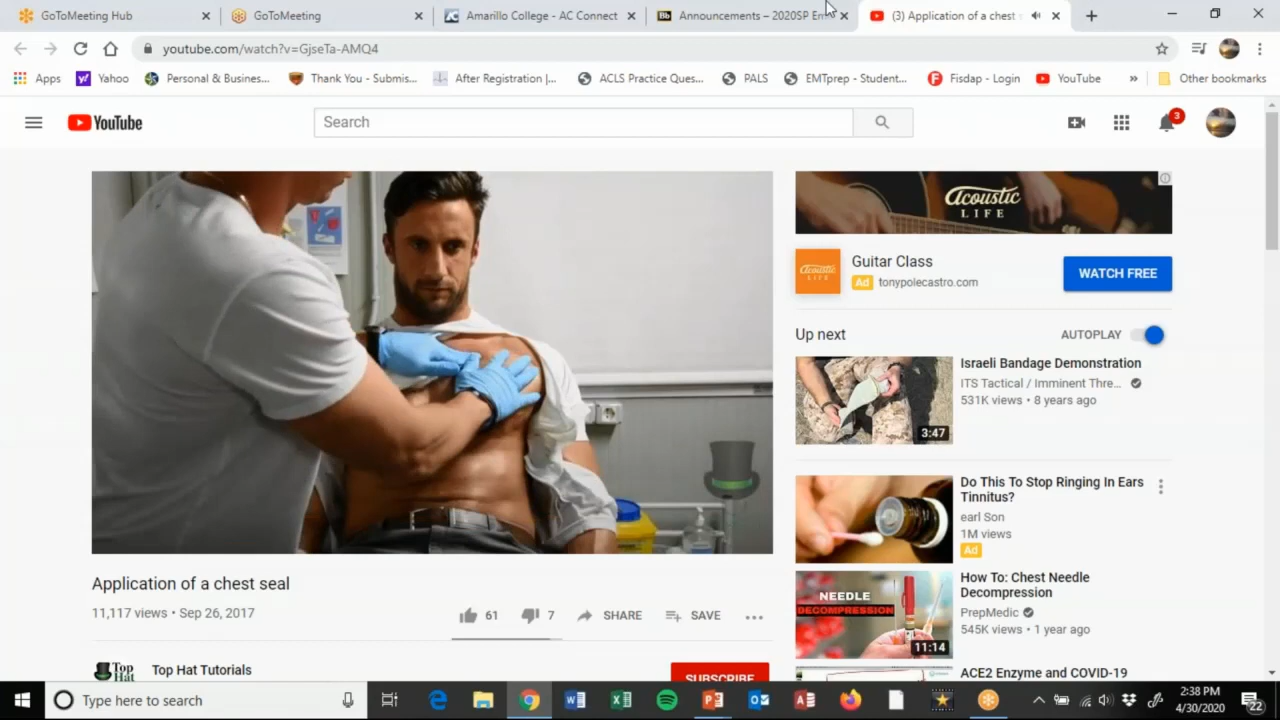 GoToMeeting Hub
GoToMeeting
Amarillo College - AC Connect
Bb Announcements – 2020SP Em
(3) Application of a chest s
youtube.com/watch?v=GjseTa-AMQ4
Apps
Yahoo
Personal & Busines...
Thank You - Submis...
After Registration |...
ACLS Practice Ques...
PALS
EMTprep - Student...
Fisdap - Login
YouTube
»
Other bookmarks
YouTube
Search
3
Acoustic
LIFE
Acoustic
LIFE
Guitar Class
Ad tonypolecastro.com
WATCH FREE
Up next
AUTOPLAY
Israeli Bandage Demonstration
ITS Tactical / Imminent Thre...
531K views • 8 years ago
3:47
Do This To Stop Ringing In Ears
Tinnitus?
earl Son
1M views
Ad
NEEDLE
DECOMPRESSION
11:14
How To: Chest Needle
Decompression
PrepMedic
545K views • 1 year ago
ACE2 Enzyme and COVID-19
Application of a chest seal
11,117 views • Sep 26, 2017
61
7
SHARE
SAVE
Top
Hat
Top Hat Tutorials
SUBSCRIBE
Type here to search
2:38 PM
4/30/2020
22